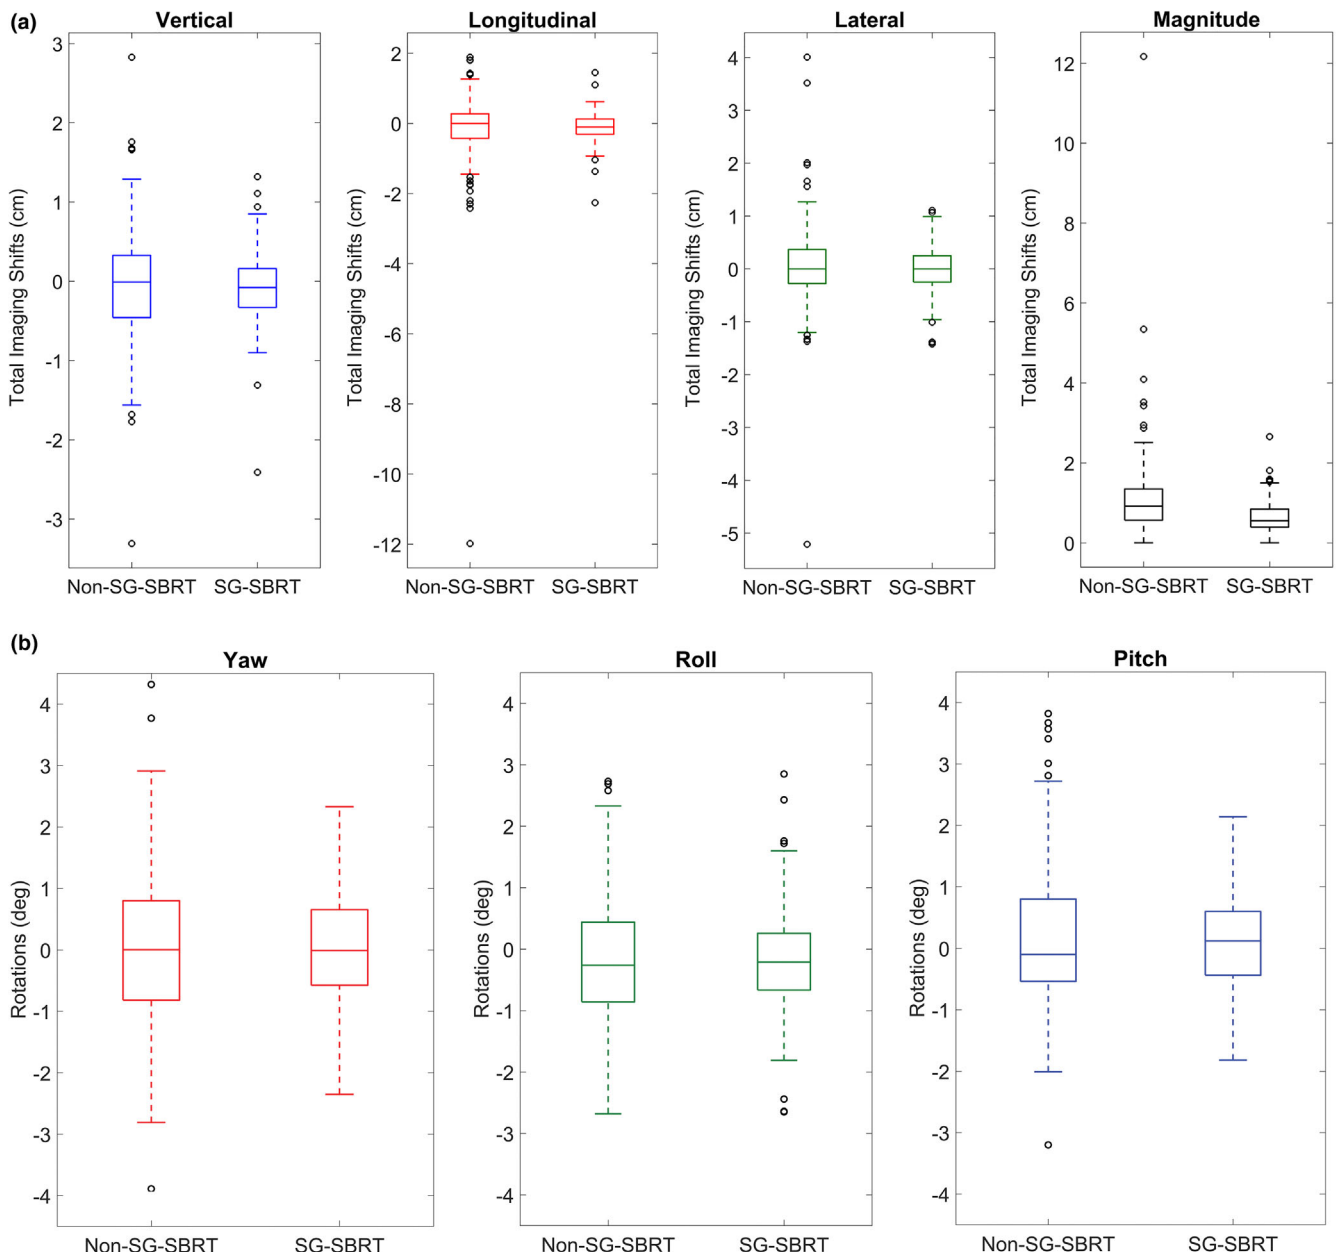 (a)
Vertical
Longitudinal
Lateral
Magnitude
Total Imaging Shifts (cm)
3
2
1
0
-1
-2
-3
Non-SG-SBRT SG-SBRT
Total Imaging Shifts (cm)
2
0
-2
-4
-6
-8
-10
-12
Non-SG-SBRT SG-SBRT
Total Imaging Shifts (cm)
4
3
2
1
0
-1
-2
-3
-4
-5
Non-SG-SBRT SG-SBRT
Total Imaging Shifts (cm)
12
10
8
6
4
2
0
Non-SG-SBRT SG-SBRT
(b)
Yaw
Roll
Pitch
Rotations (deg)
4
3
2
1
0
-1
-2
-3
-4
Non-SG-SBRT SG-SBRT
Rotations (deg)
4
3
2
1
0
-1
-2
-3
-4
Non-SG-SBRT SG-SBRT
Rotations (deg)
4
3
2
1
0
-1
-2
-3
-4
Non-SG-SBRT SG-SBRT